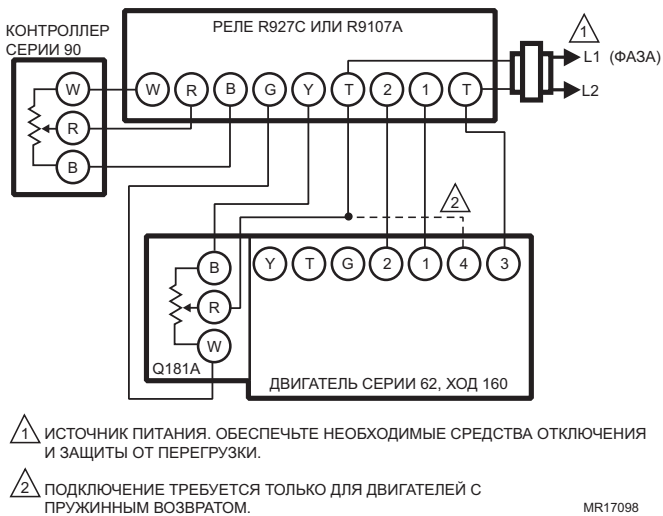 КОНТРОЛЛЕР
СЕРИИ 90
РЕЛЕ R927C ИЛИ R9107A
1
L1 (ФАЗА)
L2
W W R B G Y T 2 1 T
R
B
2
B Y T G 2 1 4 3
R
W
Q181A
ДВИГАТЕЛЬ СЕРИИ 62, ХОД 160
1 ИСТОЧНИК ПИТАНИЯ. ОБЕСПЕЧЬТЕ НЕОБХОДИМЫЕ СРЕДСТВА ОТКЛЮЧЕНИЯ
И ЗАЩИТЫ ОТ ПЕРЕГРУЗКИ.
2 ПОДКЛЮЧЕНИЕ ТРЕБУЕТСЯ ТОЛЬКО ДЛЯ ДВИГАТЕЛЕЙ С
ПРУЖИННЫМ ВОЗВРАТОМ.
MR17098